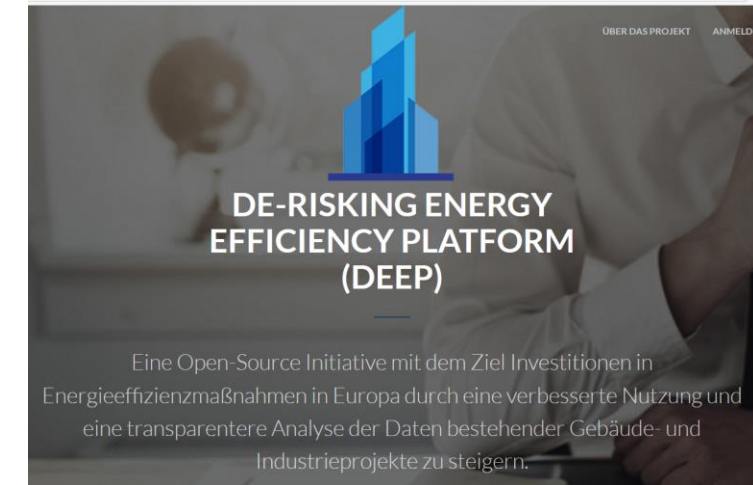 ÜBER DAS PROJEKT ANMELD
DE-RISKING ENERGY
EFFICIENCY PLATFORM
(DEEP)
Eine Open-Source Initiative mit dem Ziel Investitionen in
Energieeffizienzmaßnahmen in Europa durch eine verbesserte Nutzung und
eine transparentere Analyse der Daten bestehender Gebäude- und
Industrieprojekte zu steigern.